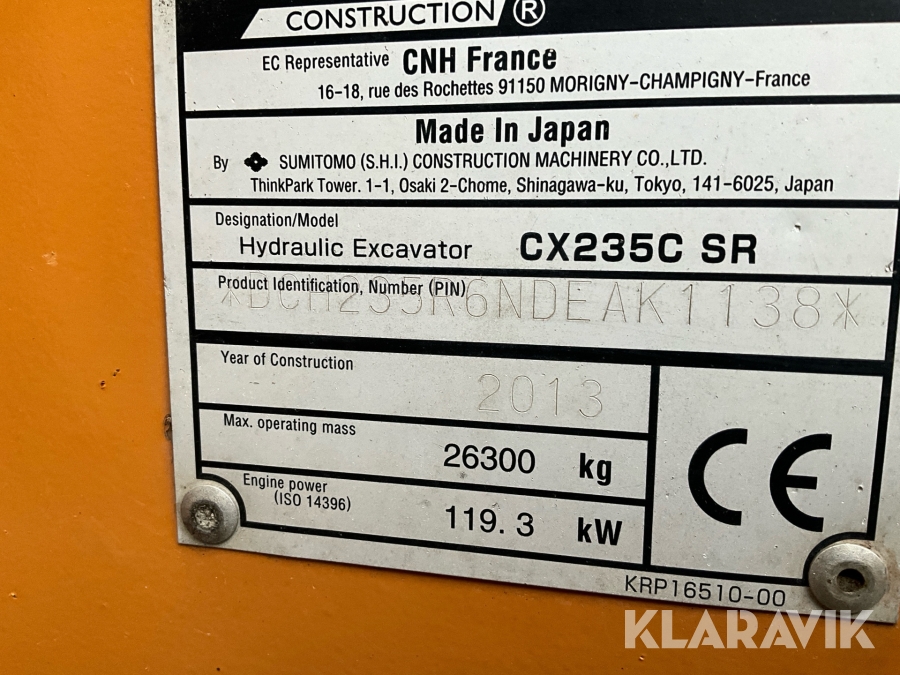 CONSTRUCTION ®
EC Representative CNH France
16-18, rue des Rochettes 91150 MORIGNY-CHAMPIGNY-France
Made In Japan
By SUMITOMO (S.H.I.) CONSTRUCTION MACHINERY CO.,LTD.
ThinkPark Tower. 1-1, Osaki 2-Chome, Shinagawa-ku, Tokyo, 141-6025, Japan
Designation/Model
Hydraulic Excavator CX235C SR
Product Identification, Number (PIN)
*DCH235R6NDEAK1138*
Year of Construction
2013
Max. operating mass
26300 kg
Engine power
(ISO 14396)
119.3 kW
CE
KRP16510-00
KLARAVIK